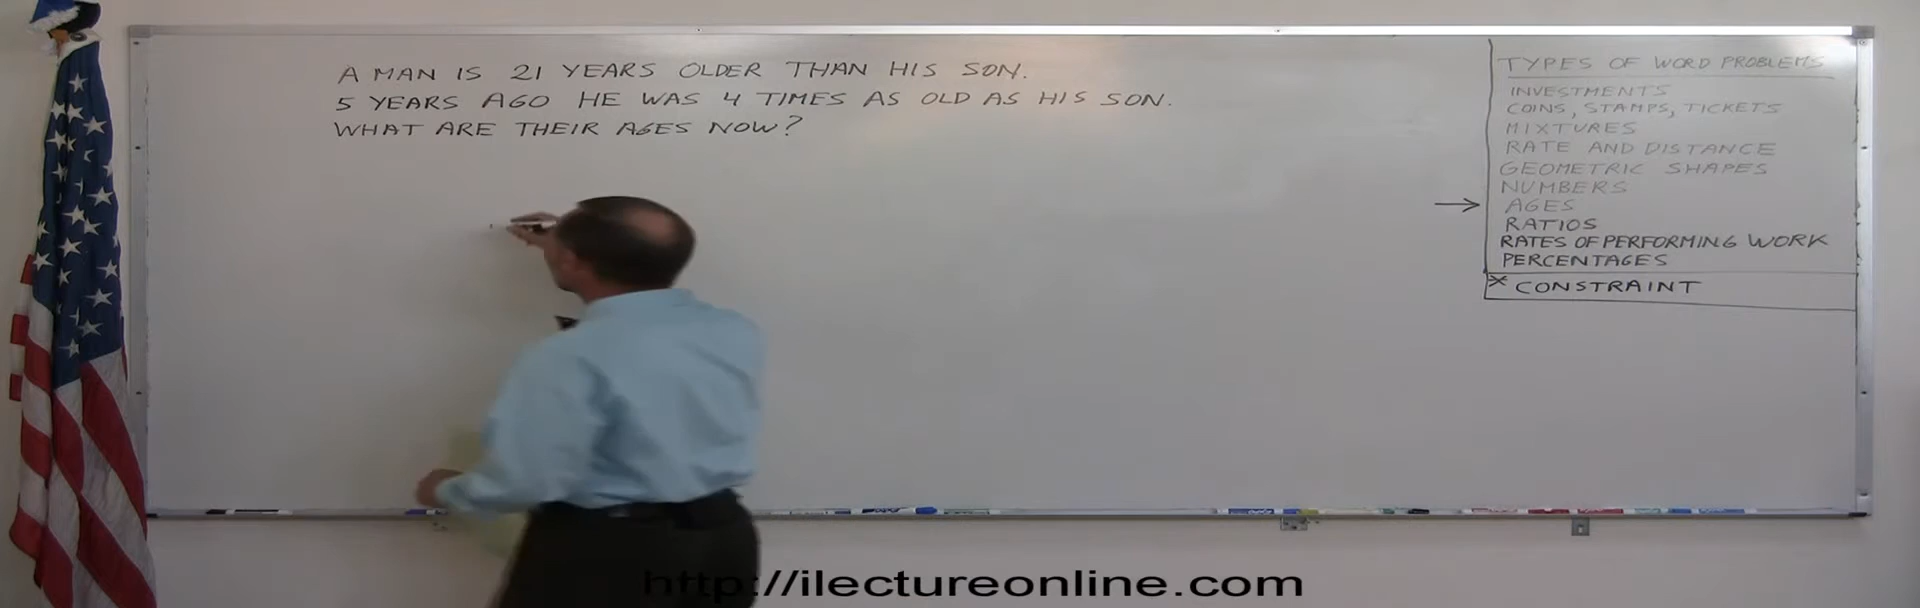 A MAN IS 21 YEARS OLDER THAN HIS SON.
5 YEARS AGO HE WAS 4 TIMES AS OLD AS HIS SON.
WHAT ARE THEIR AGES NOW?
TYPES OF WORD PROBLEMS
INVESTMENTS
COINS, STAMPS, TICKETS
MIXTURES
RATE AND DISTANCE
GEOMETRIC SHAPES
NUMBERS
→ AGES
RATIOS
RATES OF PERFORMING WORK
PERCENTAGES
* CONSTRAINT
http://ilectureonline.com